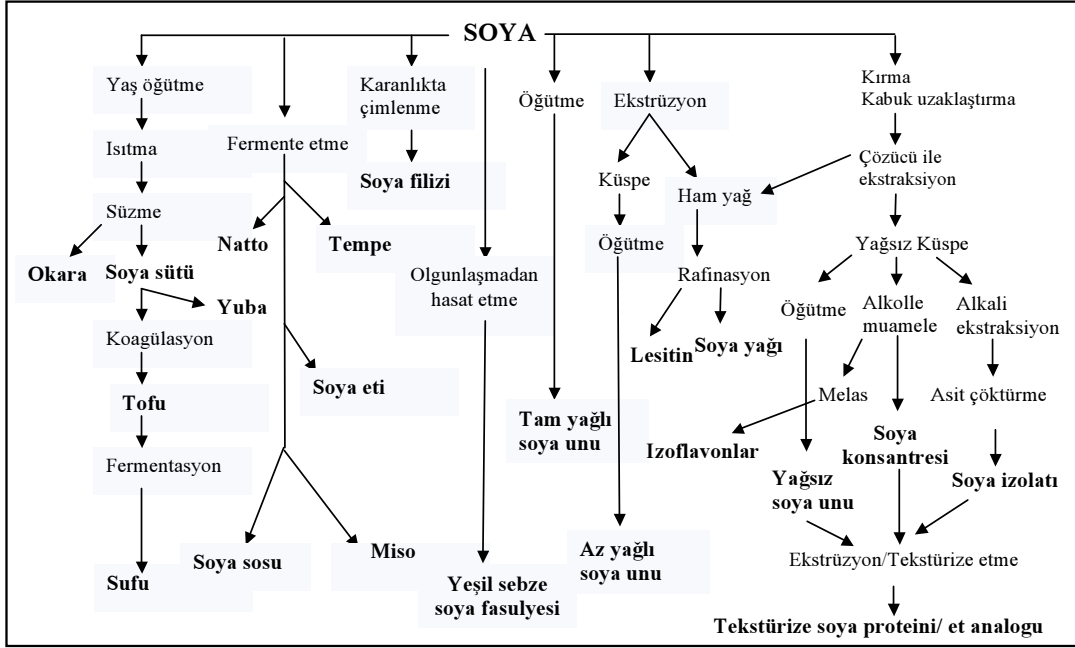 SOYA
Yaş öğütme
Isıtma
Süzme
Okara
Soya sütü
Yuba
Koagülasyon
Tofu
Fermentasyon
Sufu
Fermente etme
Natto
Tempe
Soya eti
Soya sosu
Miso
Karanlıkta
çimlenme
Soya filizi
Olgunlaşmadan
hasat etme
Yeşil sebze
soya fasulyesi
Öğütme
Tam yağlı
soya unu
Ekstrüzyon
Küspe
Öğütme
Az yağlı
soya unu
Ham yağ
Rafinasyon
Lesitin
Soya yağı
Kırma
Kabuk uzaklaştırma
Çözücü ile
ekstraksiyon
Yağsız Küspe
Öğütme
Alkolle
muamele
Alkali
ekstraksiyon
Melas
Asit çöktürme
Izoflavonlar
Yağsız
soya unu
Soya
konsantresi
Soya izolatı
Ekstrüzyon/Tekstürize etme
Tekstürize soya proteini/ et analogu